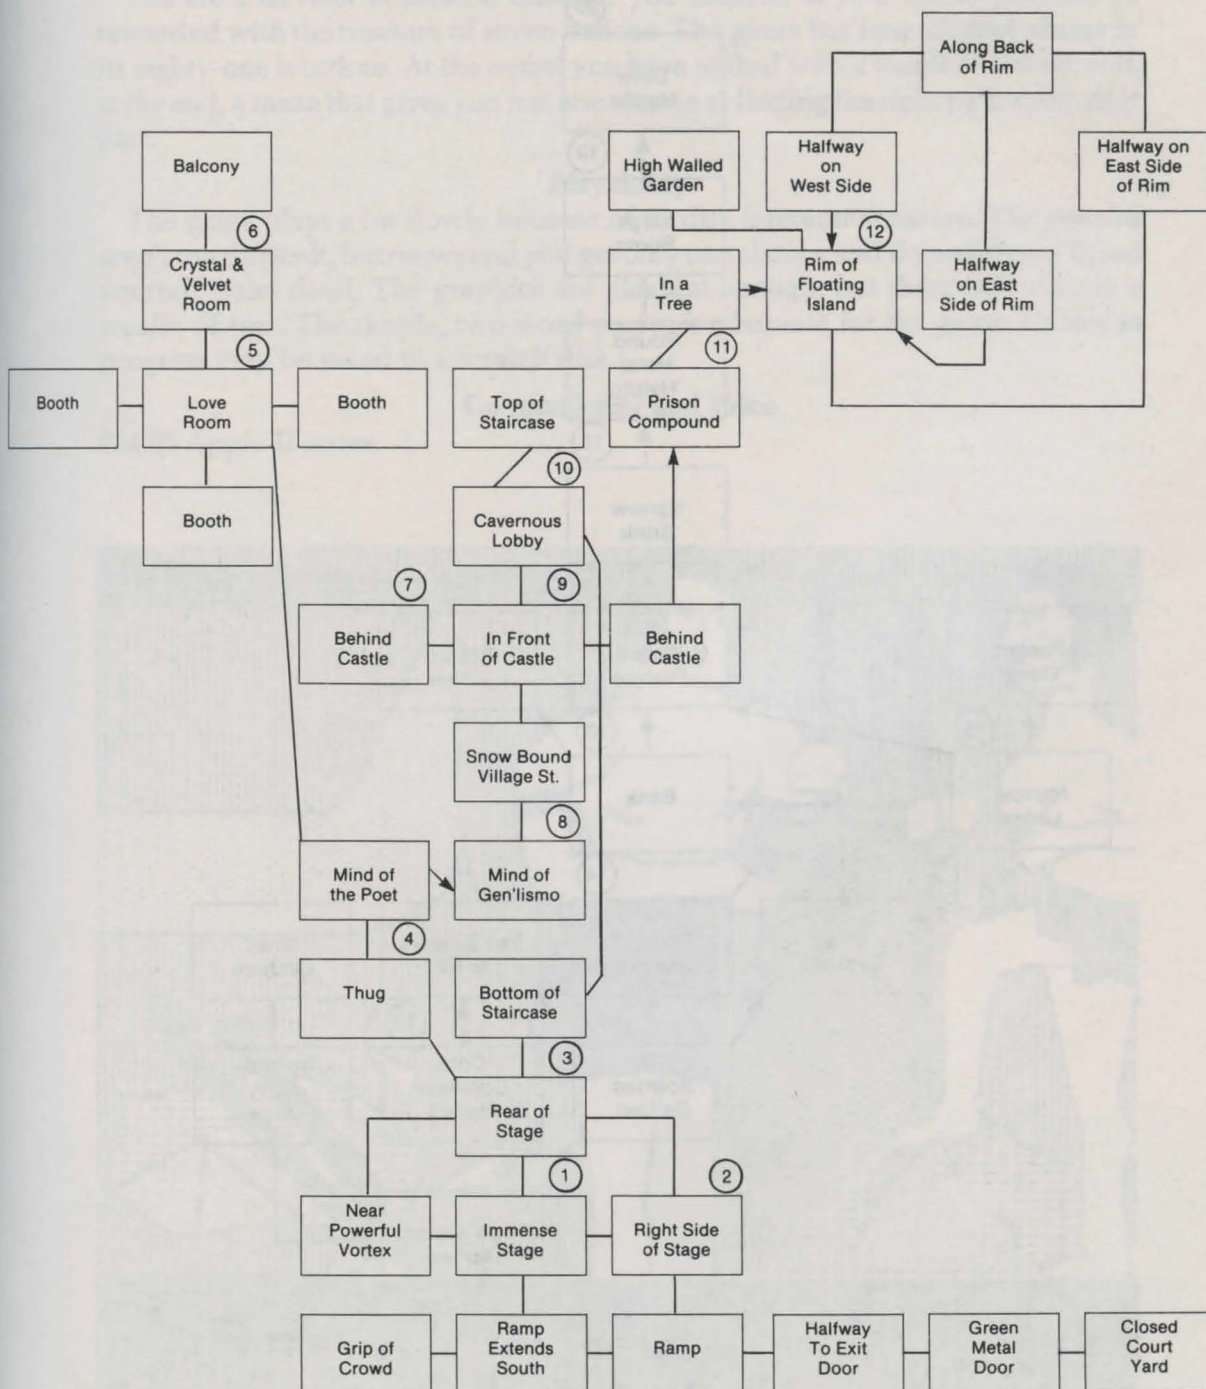 Along Back
of Rim
Balcony
High Walled
Garden
Halfway
on
West Side
Halfway on
East Side
of Rim
6
12
Crystal &
Velvet
Room
In a
Tree
Rim of
Floating
Island
Halfway
on East
Side of Rim
5
11
Booth
Love
Room
Booth
Top of
Staircase
Prison
Compound
10
Booth
Cavernous
Lobby
7
9
Behind
Castle
In Front
of Castle
Behind
Castle
Snow Bound
Village St.
8
Mind of
the Poet
Mind of
Gen'lismo
4
Thug
Bottom of
Staircase
3
Rear of
Stage
1
2
Near
Powerful
Vortex
Immense
Stage
Right Side
of Stage
Grip of
Crowd
Ramp
Extends
South
Ramp
Halfway
To Exit
Door
Green
Metal
Door
Closed
Court
Yard